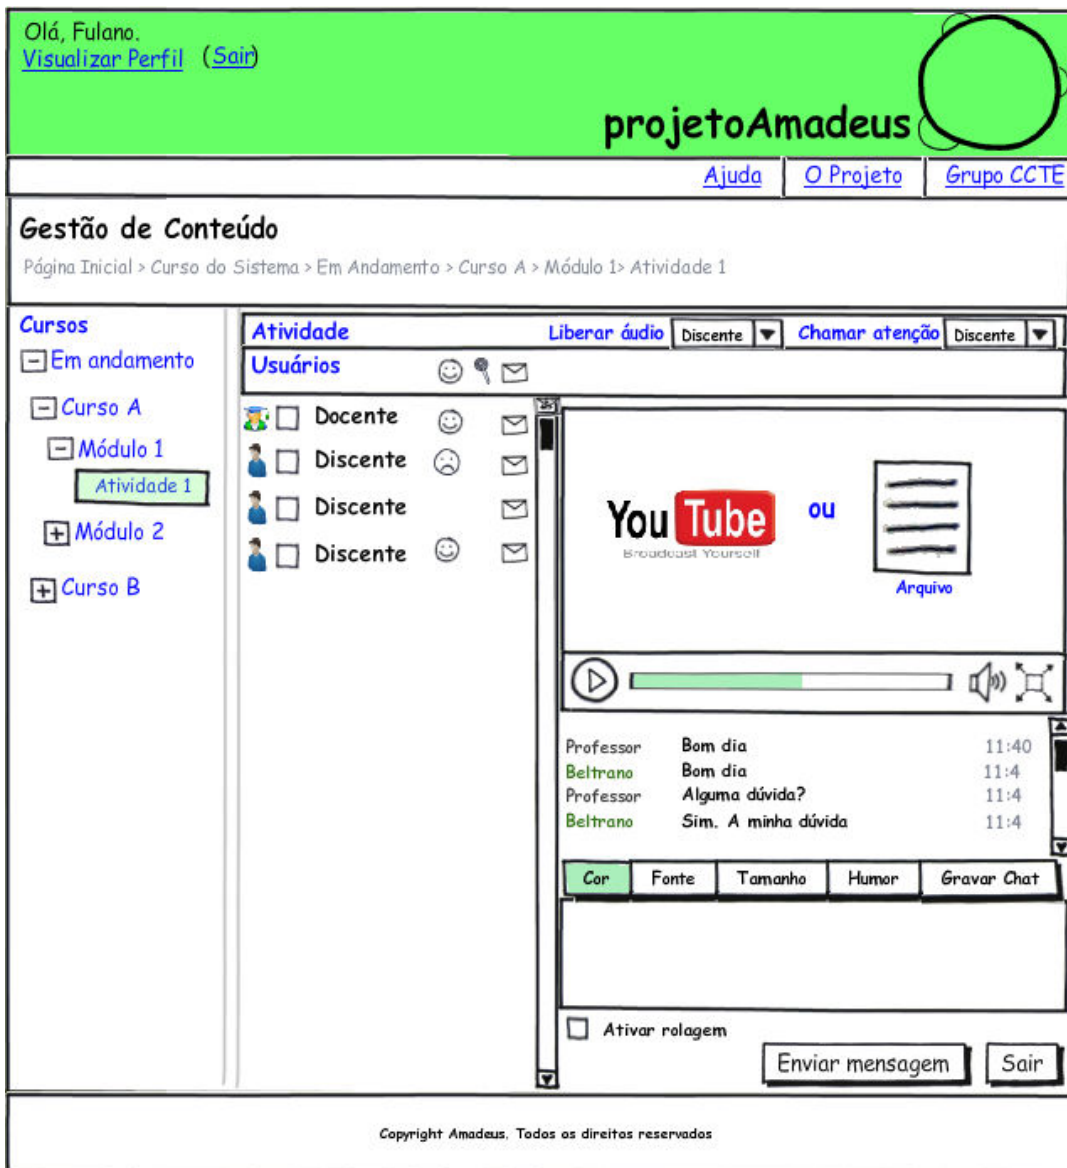 Olá, Fulano.
Visualizar Perfil (Sair)
projetoAmadeus
Ajuda O Projeto Grupo CCTE
Gestão de Conteúdo
Página Inicial > Curso do Sistema > Em Andamento > Curso A > Módulo 1> Atividade 1
Cursos
Em andamento
Curso A
Módulo 1
Atividade 1
Módulo 2
Curso B
Atividade Liberar áudio Discente Chamar atenção Discente
Usuários
Docente
Discente
Discente
Discente
You Tube ou
Broadcast Yourself
Arquivo
Professor Bom dia 11:40
Beltrano Bom dia 11:4
Professor Alguma dúvida? 11:4
Beltrano Sim. A minha dúvida 11:4
Cor Fonte Tamanho Humor Gravar Chat
Ativar rolagem
Enviar mensagem Sair
Copyright Amadeus. Todos os direitos reservados